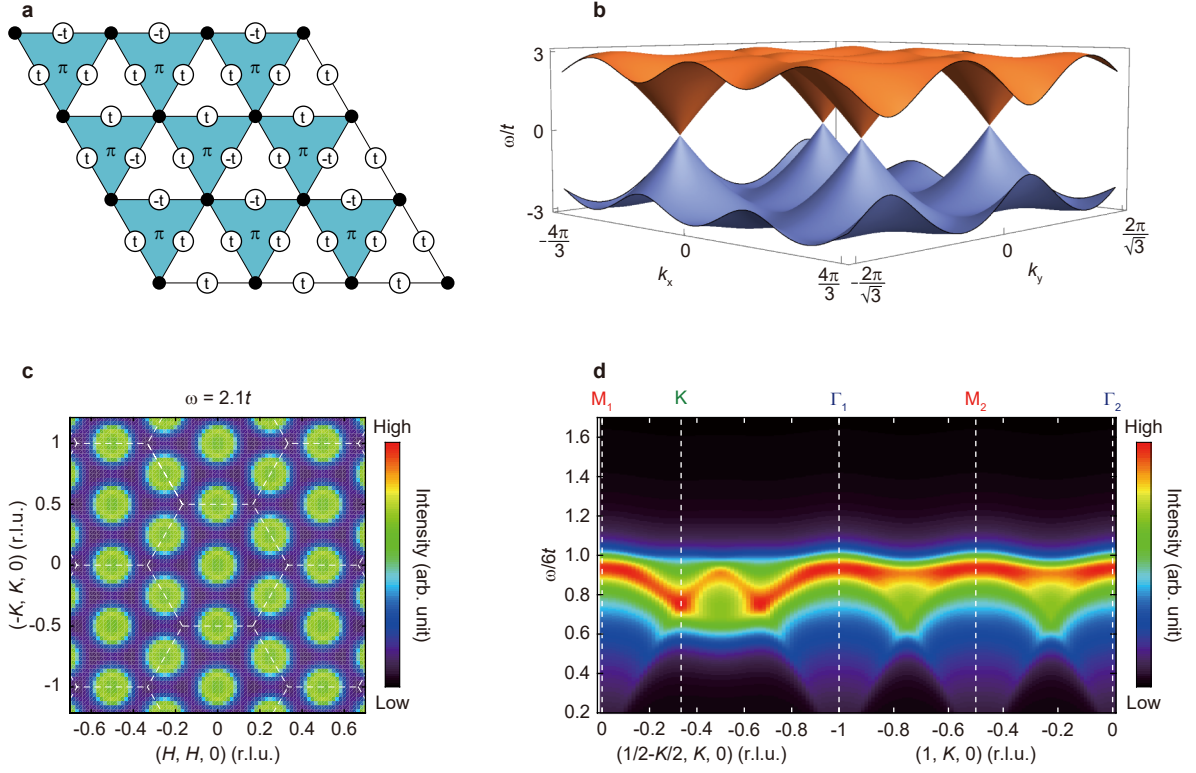 a
-t -t -t
π π π
t t t t t t t
t t t
π π π
t -t t -t t -t t
-t -t -t
π π π
t t t t t t t
t t t
b
3
0
-3
ω/t
-4π/3
0
4π/3
kx
-2π/√3
0
2π/√3
ky
c
ω = 2.1t
1
0.5
0
-0.5
-1
(-K, K, 0) (r.l.u.)
-0.6 -0.4 -0.2 0 0.2 0.4 0.6
(H, H, 0) (r.l.u.)
High
Intensity (arb. unit)
Low
d
M1 K Γ1 M2 Γ2
1.6
1.4
1.2
1.0
0.8
0.6
0.4
0.2
ω/6t
0 -0.2 -0.4 -0.6 -0.8 -1 -0.8 -0.6 -0.4 -0.2 0
(1/2-K/2, K, 0) (r.l.u.) (1, K, 0) (r.l.u.)
High
Intensity (arb. unit)
Low